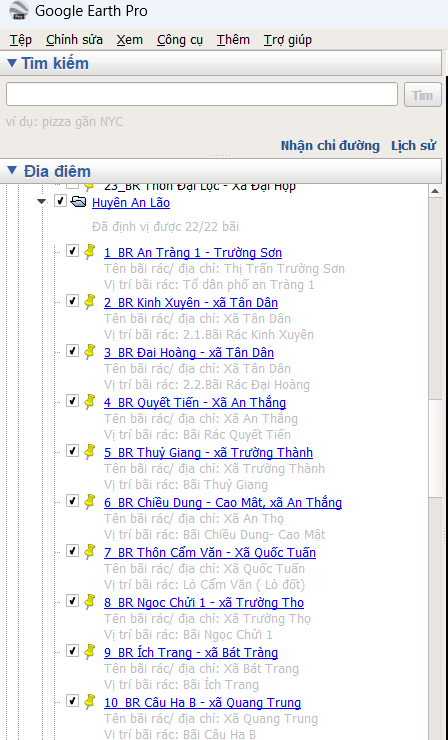 Google Earth Pro
Tệp Chỉnh sửa Xem Công cụ Thêm Trợ giúp
Tìm kiếm
Tìm
ví dụ: pizza gần NYC
Nhận chỉ đường Lịch sử
Địa điểm
23_BR Thôn Đại Lộc - Xã Đại Hợp
Huyện An Lão
Đã định vị được 22/22 bãi
1_BR An Tràng 1 - Trường Sơn
Tên bãi rác/ địa chỉ: Thị Trấn Trường Sơn
Vị trí bãi rác: Tổ dân phố an Tràng 1
2_BR Kinh Xuyên - xã Tân Dân
Tên bãi rác/ địa chỉ: Xã Tân Dân
Vị trí bãi rác: 2.1.Bãi Rác Kinh Xuyên
3_BR Đại Hoàng - xã Tân Dân
Tên bãi rác/ địa chỉ: Xã Tân Dân
Vị trí bãi rác: 2.2.Bãi Rác Đại Hoàng
4_BR Quyết Tiến - Xã An Thắng
Tên bãi rác/ địa chỉ: Xã An Thắng
Vị trí bãi rác: Bãi Rác Quyết Tiến
5_BR Thuỷ Giang - xã Trường Thành
Tên bãi rác/ địa chỉ: Xã Trường Thành
Vị trí bãi rác: Bãi Thuỷ Giang
6_BR Chiều Dung - Cao Mật, xã An Thắng
Tên bãi rác/ địa chỉ: Xã An Thọ
Vị trí bãi rác: Bãi Chiều Dung- Cao Mật
7_BR Thôn Cẩm Văn - Xã Quốc Tuấn
Tên bãi rác/ địa chỉ: Xã Quốc Tuấn
Vị trí bãi rác: Lò Cẩm Văn ( Lò đốt)
8_BR Ngọc Chửi 1 - xã Trường Thọ
Tên bãi rác/ địa chỉ: Xã Trường Thọ
Vị trí bãi rác: Bãi Ngọc Chử 1
9_BR Ích Trang - xã Bát Tràng
Tên bãi rác/ địa chỉ: Xã Bát Trang
Vị trí bãi rác: Bãi Ích Trang
10_BR Câu Hạ B - xã Quang Trung
Tên bãi rác/ địa chỉ: Xã Quang Trung
Vị trí bãi rác: Bãi Câu Hạ B